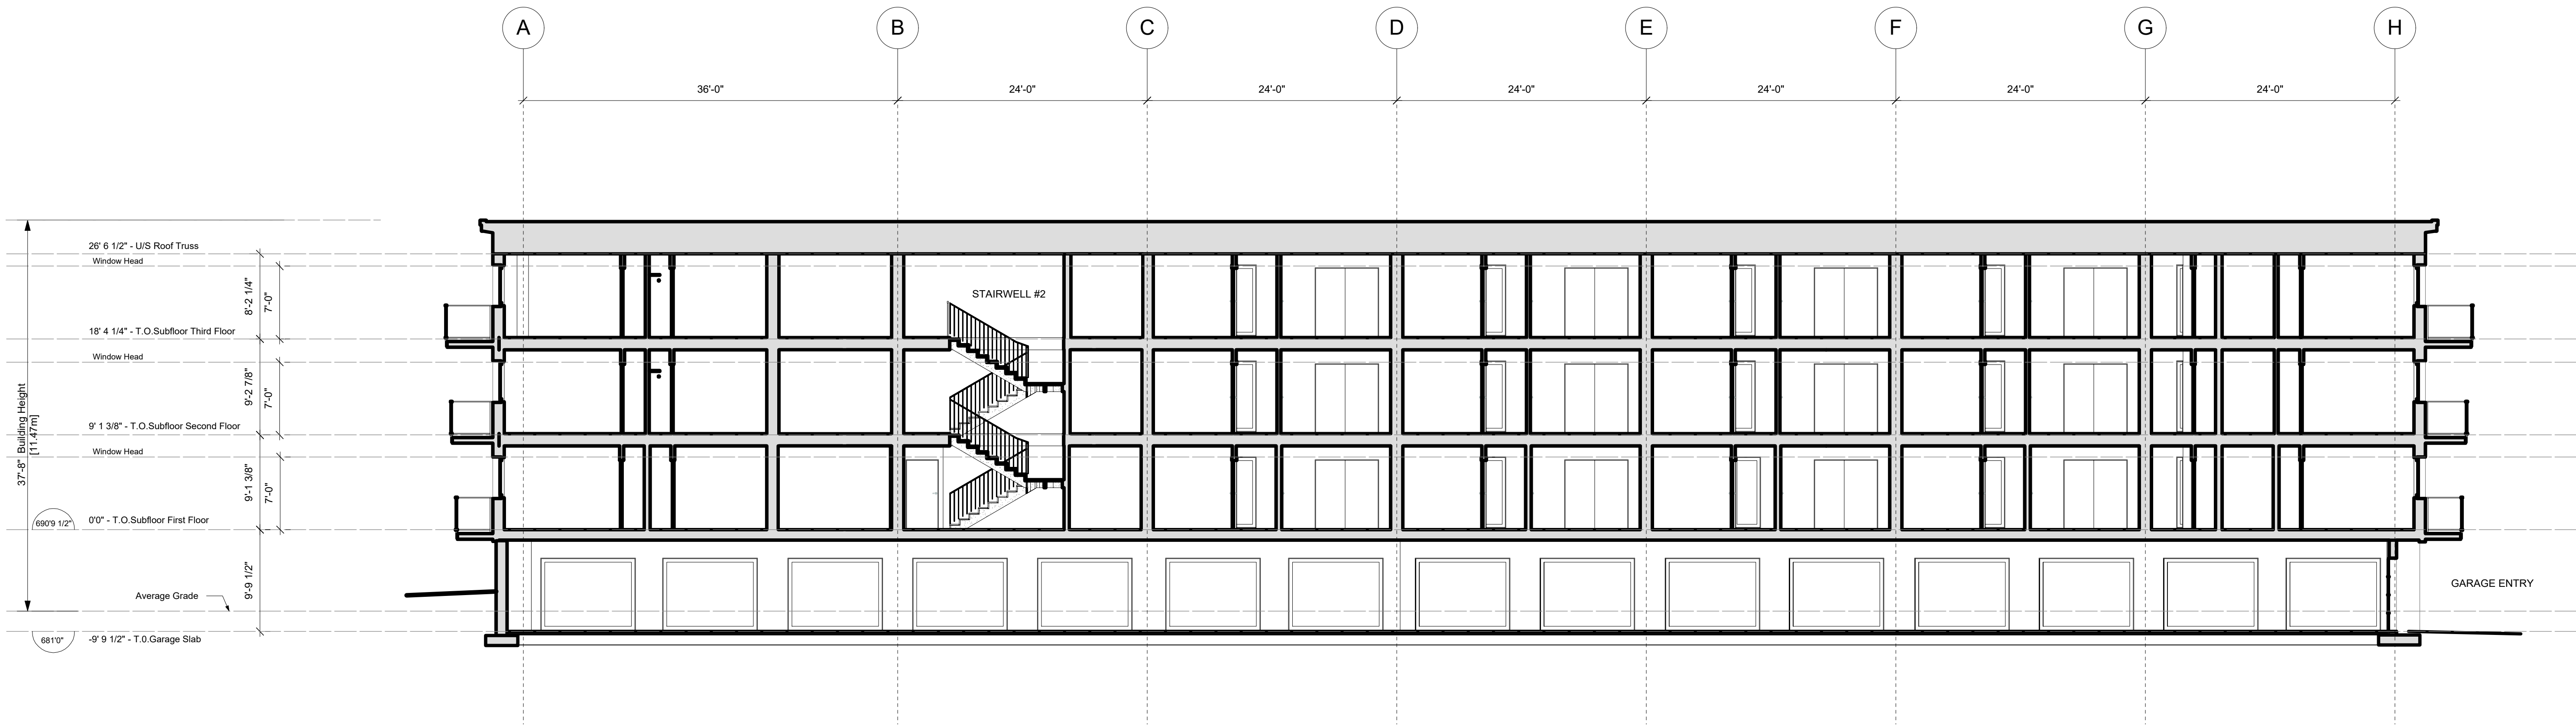 A B C D E F G H
36'-0" 24'-0" 24'-0" 24'-0" 24'-0" 24'-0" 24'-0"
26' 6 1/2" - U/S Roof Truss
Window Head
8'-2 1/4"
7'-0"
STAIRWELL #2
18' 4 1/4" - T.O.Subfloor Third Floor
Window Head
9'-2 7/8"
7'-0"
37'-8" Building Height
[11.47m]
9' 1 3/8" - T.O.Subfloor Second Floor
Window Head
9'-1 3/8"
7'-0"
690'9 1/2"
0'0" - T.O.Subfloor First Floor
9'-9 1/2"
Average Grade
GARAGE ENTRY
681'0"
-9' 9 1/2" - T.0.Garage Slab